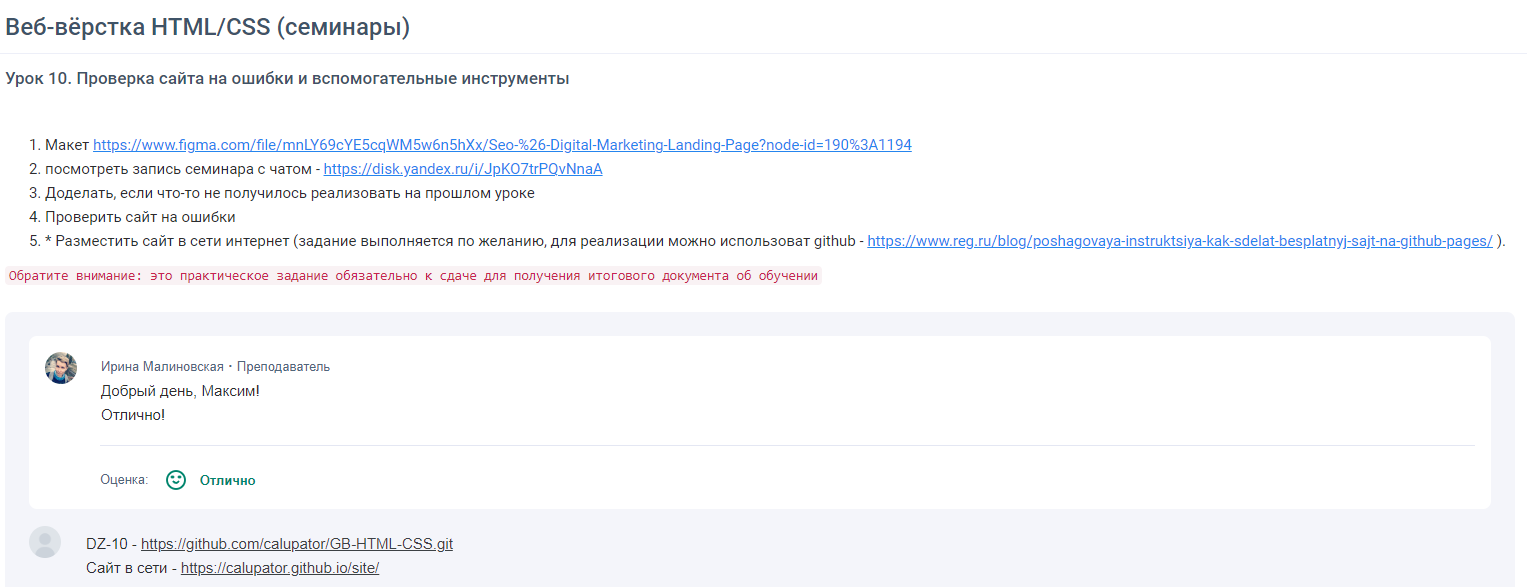 Веб-вёрстка HTML/CSS (семинары)
Урок 10. Проверка сайта на ошибки и вспомогательные инструменты
1. Макет https://www.figma.com/file/mnLY69cYE5cqWM5w6n5hXx/Seo-%26-Digital-Marketing-Landing-Page?node-id=190%3A1194
2. посмотреть запись семинара с чатом - https://disk.yandex.ru/i/JpKO7trPQvNnaA
3. Доделать, если что-то не получилось реализовать на прошлом уроке
4. Проверить сайт на ошибки
5. * Разместить сайт в сети интернет (задание выполняется по желанию, для реализации можно использоват github - https://www.reg.ru/blog/poshagovaya-instruktsiya-kak-sdelat-besplatnyj-sajt-na-github-pages/ ).
Обратите внимание: это практическое задание обязательно к сдаче для получения итогового документа об обучении
Ирина Малиновская · Преподаватель
Добрый день, Максим!
Отлично!
Оценка: Отлично
DZ-10 - https://github.com/calupator/GB-HTML-CSS.git
Сайт в сети - https://calupator.github.io/site/